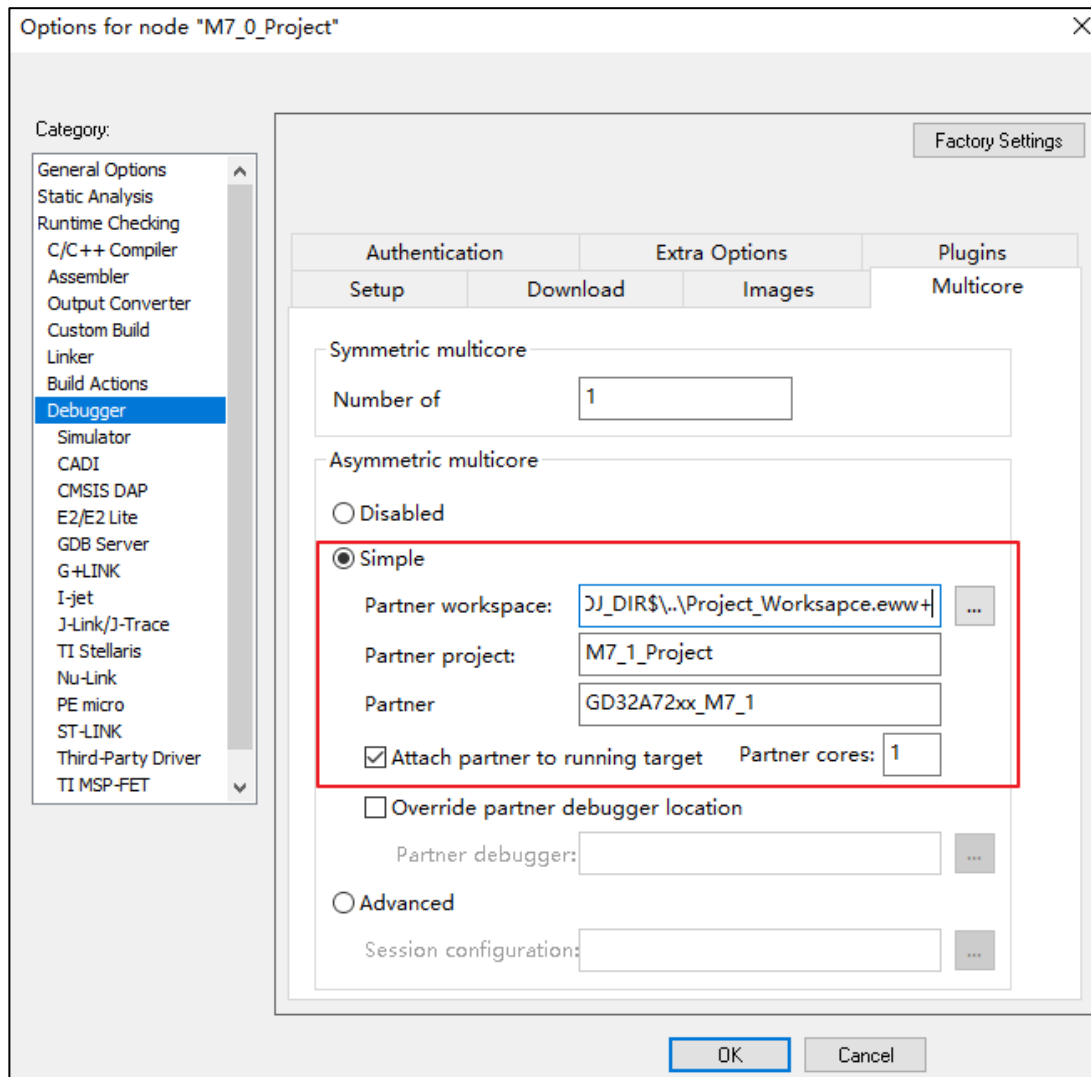 Options for node "M7_0_Project"
Category:
General Options
Static Analysis
Runtime Checking
C/C++ Compiler
Assembler
Output Converter
Custom Build
Linker
Build Actions
Debugger
Simulator
CADI
CMSIS DAP
E2/E2 Lite
GDB Server
G+LINK
I-jet
J-Link/J-Trace
TI Stellaris
Nu-Link
PE micro
ST-LINK
Third-Party Driver
TI MSP-FET
Factory Settings
Authentication Extra Options Plugins
Setup Download Images Multicore
Symmetric multicore
Number of 1
Asymmetric multicore
Disabled
Simple
Partner workspace: OJ_DIR$\..\Project_Worksapce.eww+ ...
Partner project: M7_1_Project
Partner GD32A72xx_M7_1
Attach partner to running target Partner cores: 1
Override partner debugger location
Partner debugger: ...
Advanced
Session configuration: ...
OK Cancel